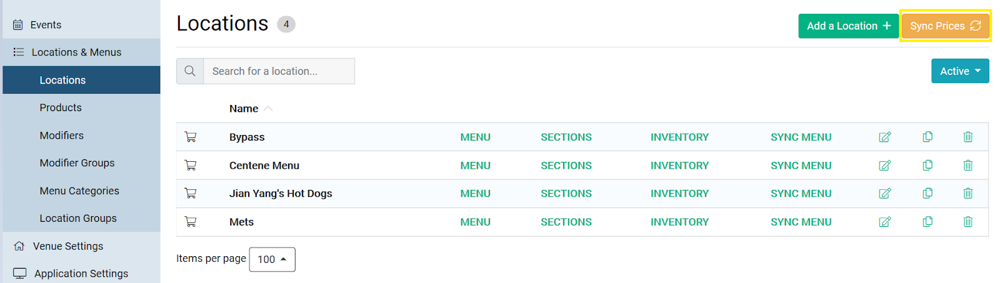 Events
Locations & Menus
Locations
Products
Modifiers
Modifier Groups
Menu Categories
Location Groups
Venue Settings
Application Settings
Locations 4
Add a Location +
Sync Prices
Search for a location...
Active
Name
Bypass MENU SECTIONS INVENTORY SYNC MENU
Centene Menu MENU SECTIONS INVENTORY SYNC MENU
Jian Yang's Hot Dogs MENU SECTIONS INVENTORY SYNC MENU
Mets MENU SECTIONS INVENTORY SYNC MENU
Items per page 100